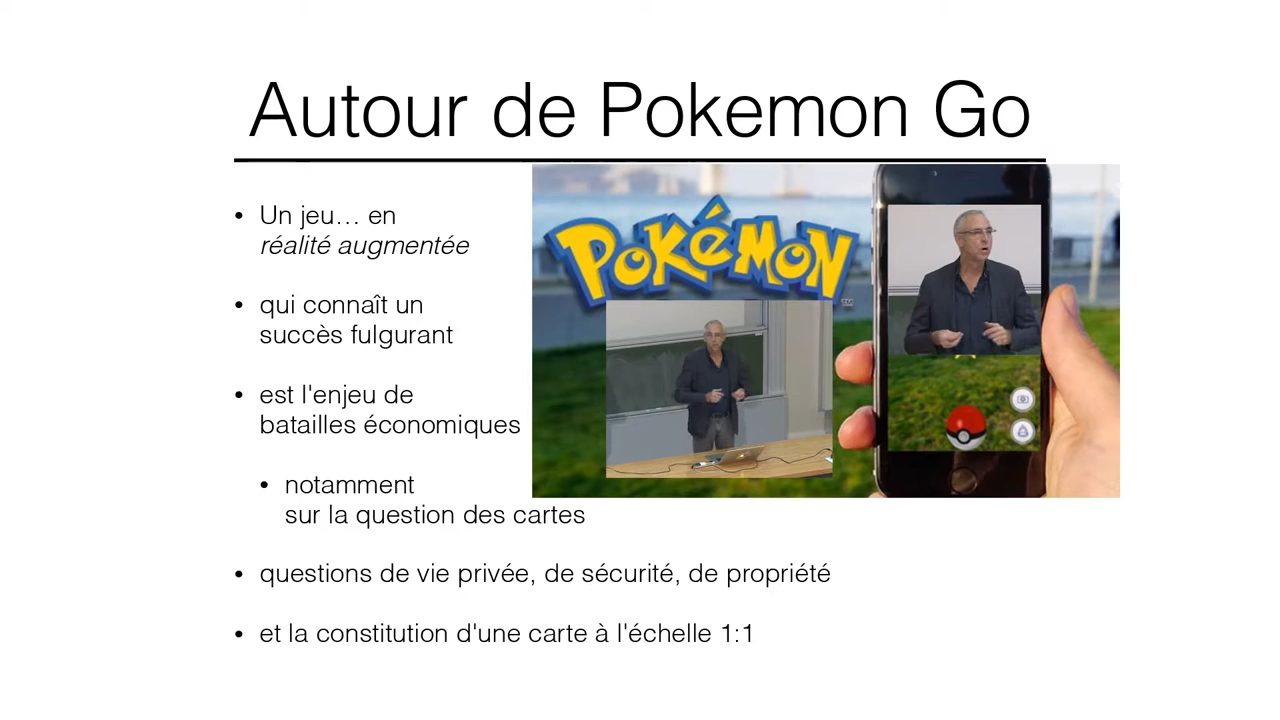 Autour de Pokemon Go
• Un jeu… en
réalité augmentée
• qui connaît un
succès fulgurant
• est l'enjeu de
batailles économiques
• notamment
sur la question des cartes
• questions de vie privée, de sécurité, de propriété
• et la constitution d'une carte à l'échelle 1:1
POKéMON
TM